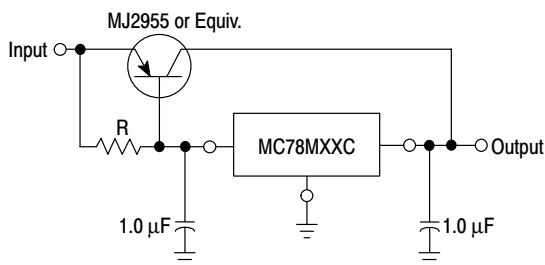 MJ2955 or Equiv.
Input
R
MC78MXXC
Output
1.0 μF
1.0 μF